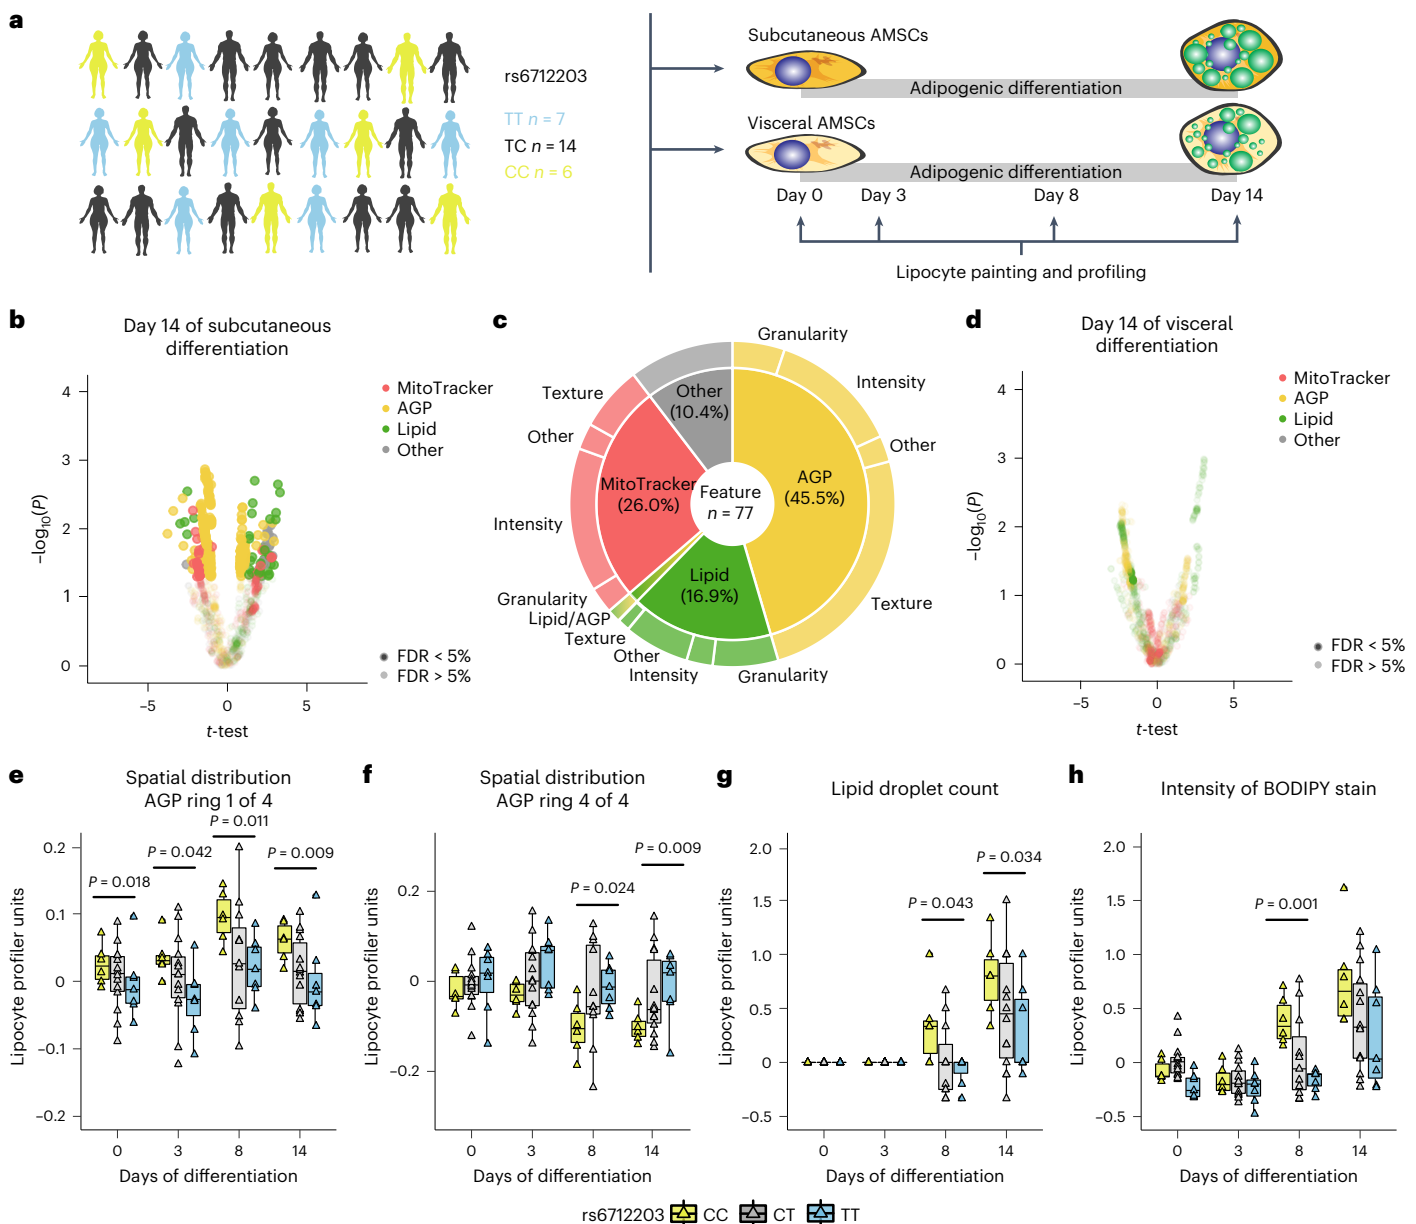 a
rs6712203
TT n = 7
TC n = 14
CC n = 6
Subcutaneous AMSCs
Adipogenic differentiation
Visceral AMSCs
Adipogenic differentiation
Day 0
Day 3
Day 8
Day 14
Lipocyte painting and profiling
b
Day 14 of subcutaneous
differentiation
–log10(P)
4
3
2
1
0
–5
0
5
t-test
MitoTracker
AGP
Lipid
Other
FDR < 5%
FDR > 5%
c
Granularity
Intensity
Other
Texture
Granularity
Intensity
Other
Texture
Lipid/AGP
Granularity
Intensity
Other
Texture
Other
(10.4%)
AGP
(45.5%)
MitoTracker
(26.0%)
Lipid
(16.9%)
Feature
n = 77
d
Day 14 of visceral
differentiation
–log10(P)
4
3
2
1
0
–5
0
5
t-test
MitoTracker
AGP
Lipid
Other
FDR < 5%
FDR > 5%
e
Spatial distribution
AGP ring 1 of 4
Lipocyte profiler units
0.2
0.1
0
–0.1
–0.2
P = 0.018
P = 0.042
P = 0.011
P = 0.009
0
3
8
14
Days of differentiation
f
Spatial distribution
AGP ring 4 of 4
Lipocyte profiler units
0.2
0
–0.2
P = 0.024
P = 0.009
0
3
8
14
Days of differentiation
g
Lipid droplet count
Lipocyte profiler units
2.0
1.5
1.0
0.5
0
–0.5
P = 0.043
P = 0.034
0
3
8
14
Days of differentiation
h
Intensity of BODIPY stain
Lipocyte profiler units
2.0
1.5
1.0
0.5
0
–0.5
P = 0.001
0
3
8
14
Days of differentiation
rs6712203
CC
CT
TT